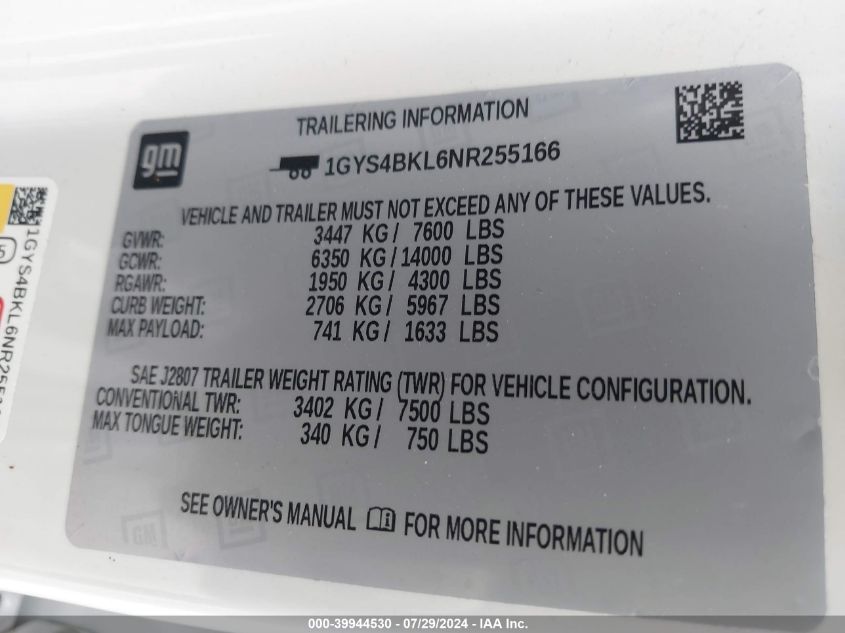 TRAILERING INFORMATION
gm
1GYS4BKL6NR255166
VEHICLE AND TRAILER MUST NOT EXCEED ANY OF THESE VALUES.
GVWR: 3447 KG / 7600 LBS
GCWR: 6350 KG / 14000 LBS
RGAWR: 1950 KG / 4300 LBS
CURB WEIGHT: 2706 KG / 5967 LBS
MAX PAYLOAD: 741 KG / 1633 LBS
SAE J2807 TRAILER WEIGHT RATING (TWR) FOR VEHICLE CONFIGURATION.
CONVENTIONAL TWR: 3402 KG / 7500 LBS
MAX TONGUE WEIGHT: 340 KG / 750 LBS
SEE OWNER'S MANUAL FOR MORE INFORMATION
GM
1GYS4BKL6NR255
000-39944530 - 07/29/2024 - IAA Inc.